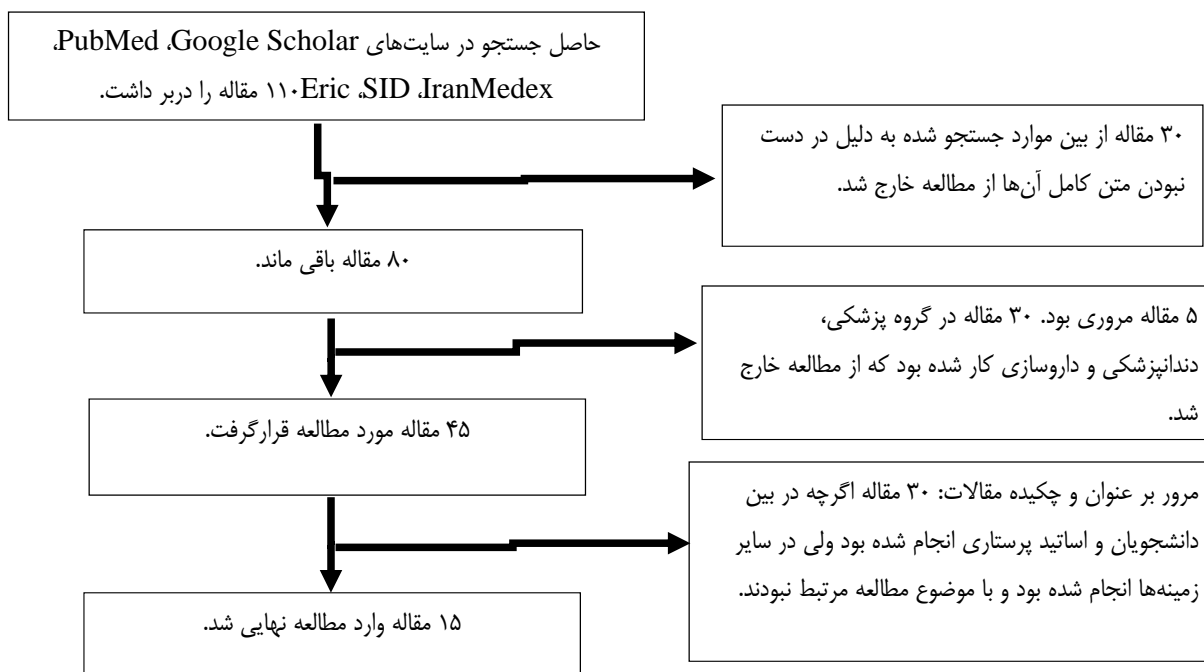 حاصل جستجو در سایت‌های PubMed ،Google Scholar،
Eric ،SID ،IranMedex ۱۱۰ مقاله را دربر داشت.
۳۰ مقاله از بین موارد جستجو شده به دلیل در دست
نبودن متن کامل آن‌ها از مطالعه خارج شد.
۸۰ مقاله باقی ماند.
۵ مقاله مروری بود. ۳۰ مقاله در گروه پزشکی،
دندانپزشکی و داروسازی کار شده بود که از مطالعه خارج
شد.
۴۵ مقاله مورد مطالعه قرارگرفت.
مرور بر عنوان و چکیده مقالات: ۳۰ مقاله اگرچه در بین
دانشجویان و اساتید پرستاری انجام شده بود ولی در سایر
زمینه‌ها انجام شده بود و با موضوع مطالعه مرتبط نبودند.
۱۵ مقاله وارد مطالعه نهایی شد.